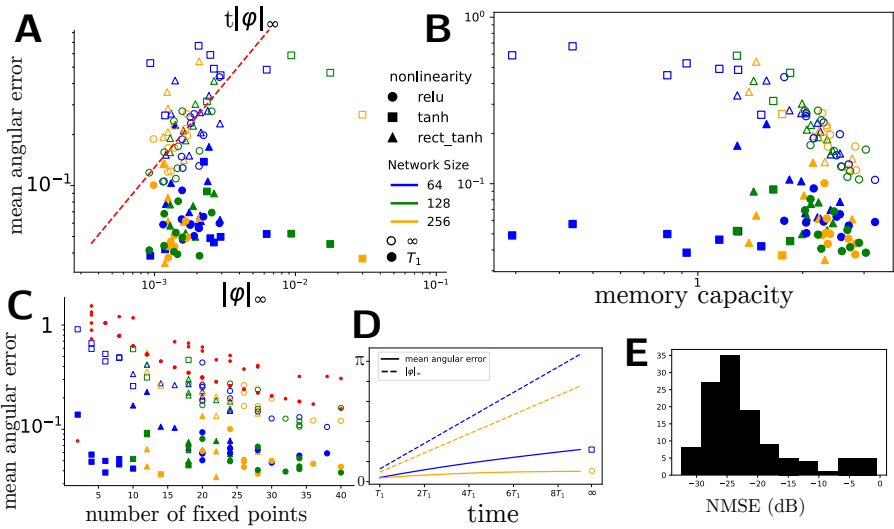 A
t|φ|∞
mean angular error
10⁻¹
10⁻³
10⁻²
10⁻¹
|φ|∞
nonlinearity
relu
tanh
rect_tanh
Network Size
64
128
256
∞
T₁
B
10⁰
10⁻¹
1
memory capacity
C
mean angular error
1
10⁻¹
5
10
15
20
25
30
35
40
number of fixed points
D
π
mean angular error
|φ|∞
T₁
2T₁
4T₁
6T₁
8T₁
∞
time
E
35
30
25
20
15
10
5
0
−30
−25
−20
−15
−10
−5
0
NMSE (dB)